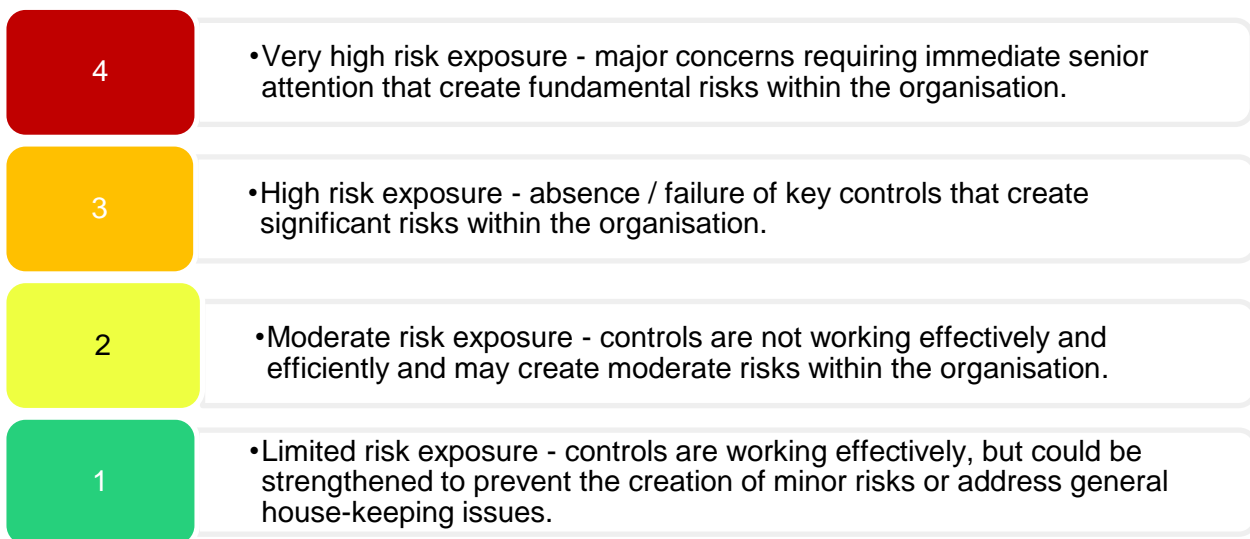 4
•Very high risk exposure - major concerns requiring immediate senior
attention that create fundamental risks within the organisation.
3
•High risk exposure - absence / failure of key controls that create
significant risks within the organisation.
2
•Moderate risk exposure - controls are not working effectively and
efficiently and may create moderate risks within the organisation.
1
•Limited risk exposure - controls are working effectively, but could be
strengthened to prevent the creation of minor risks or address general
house-keeping issues.